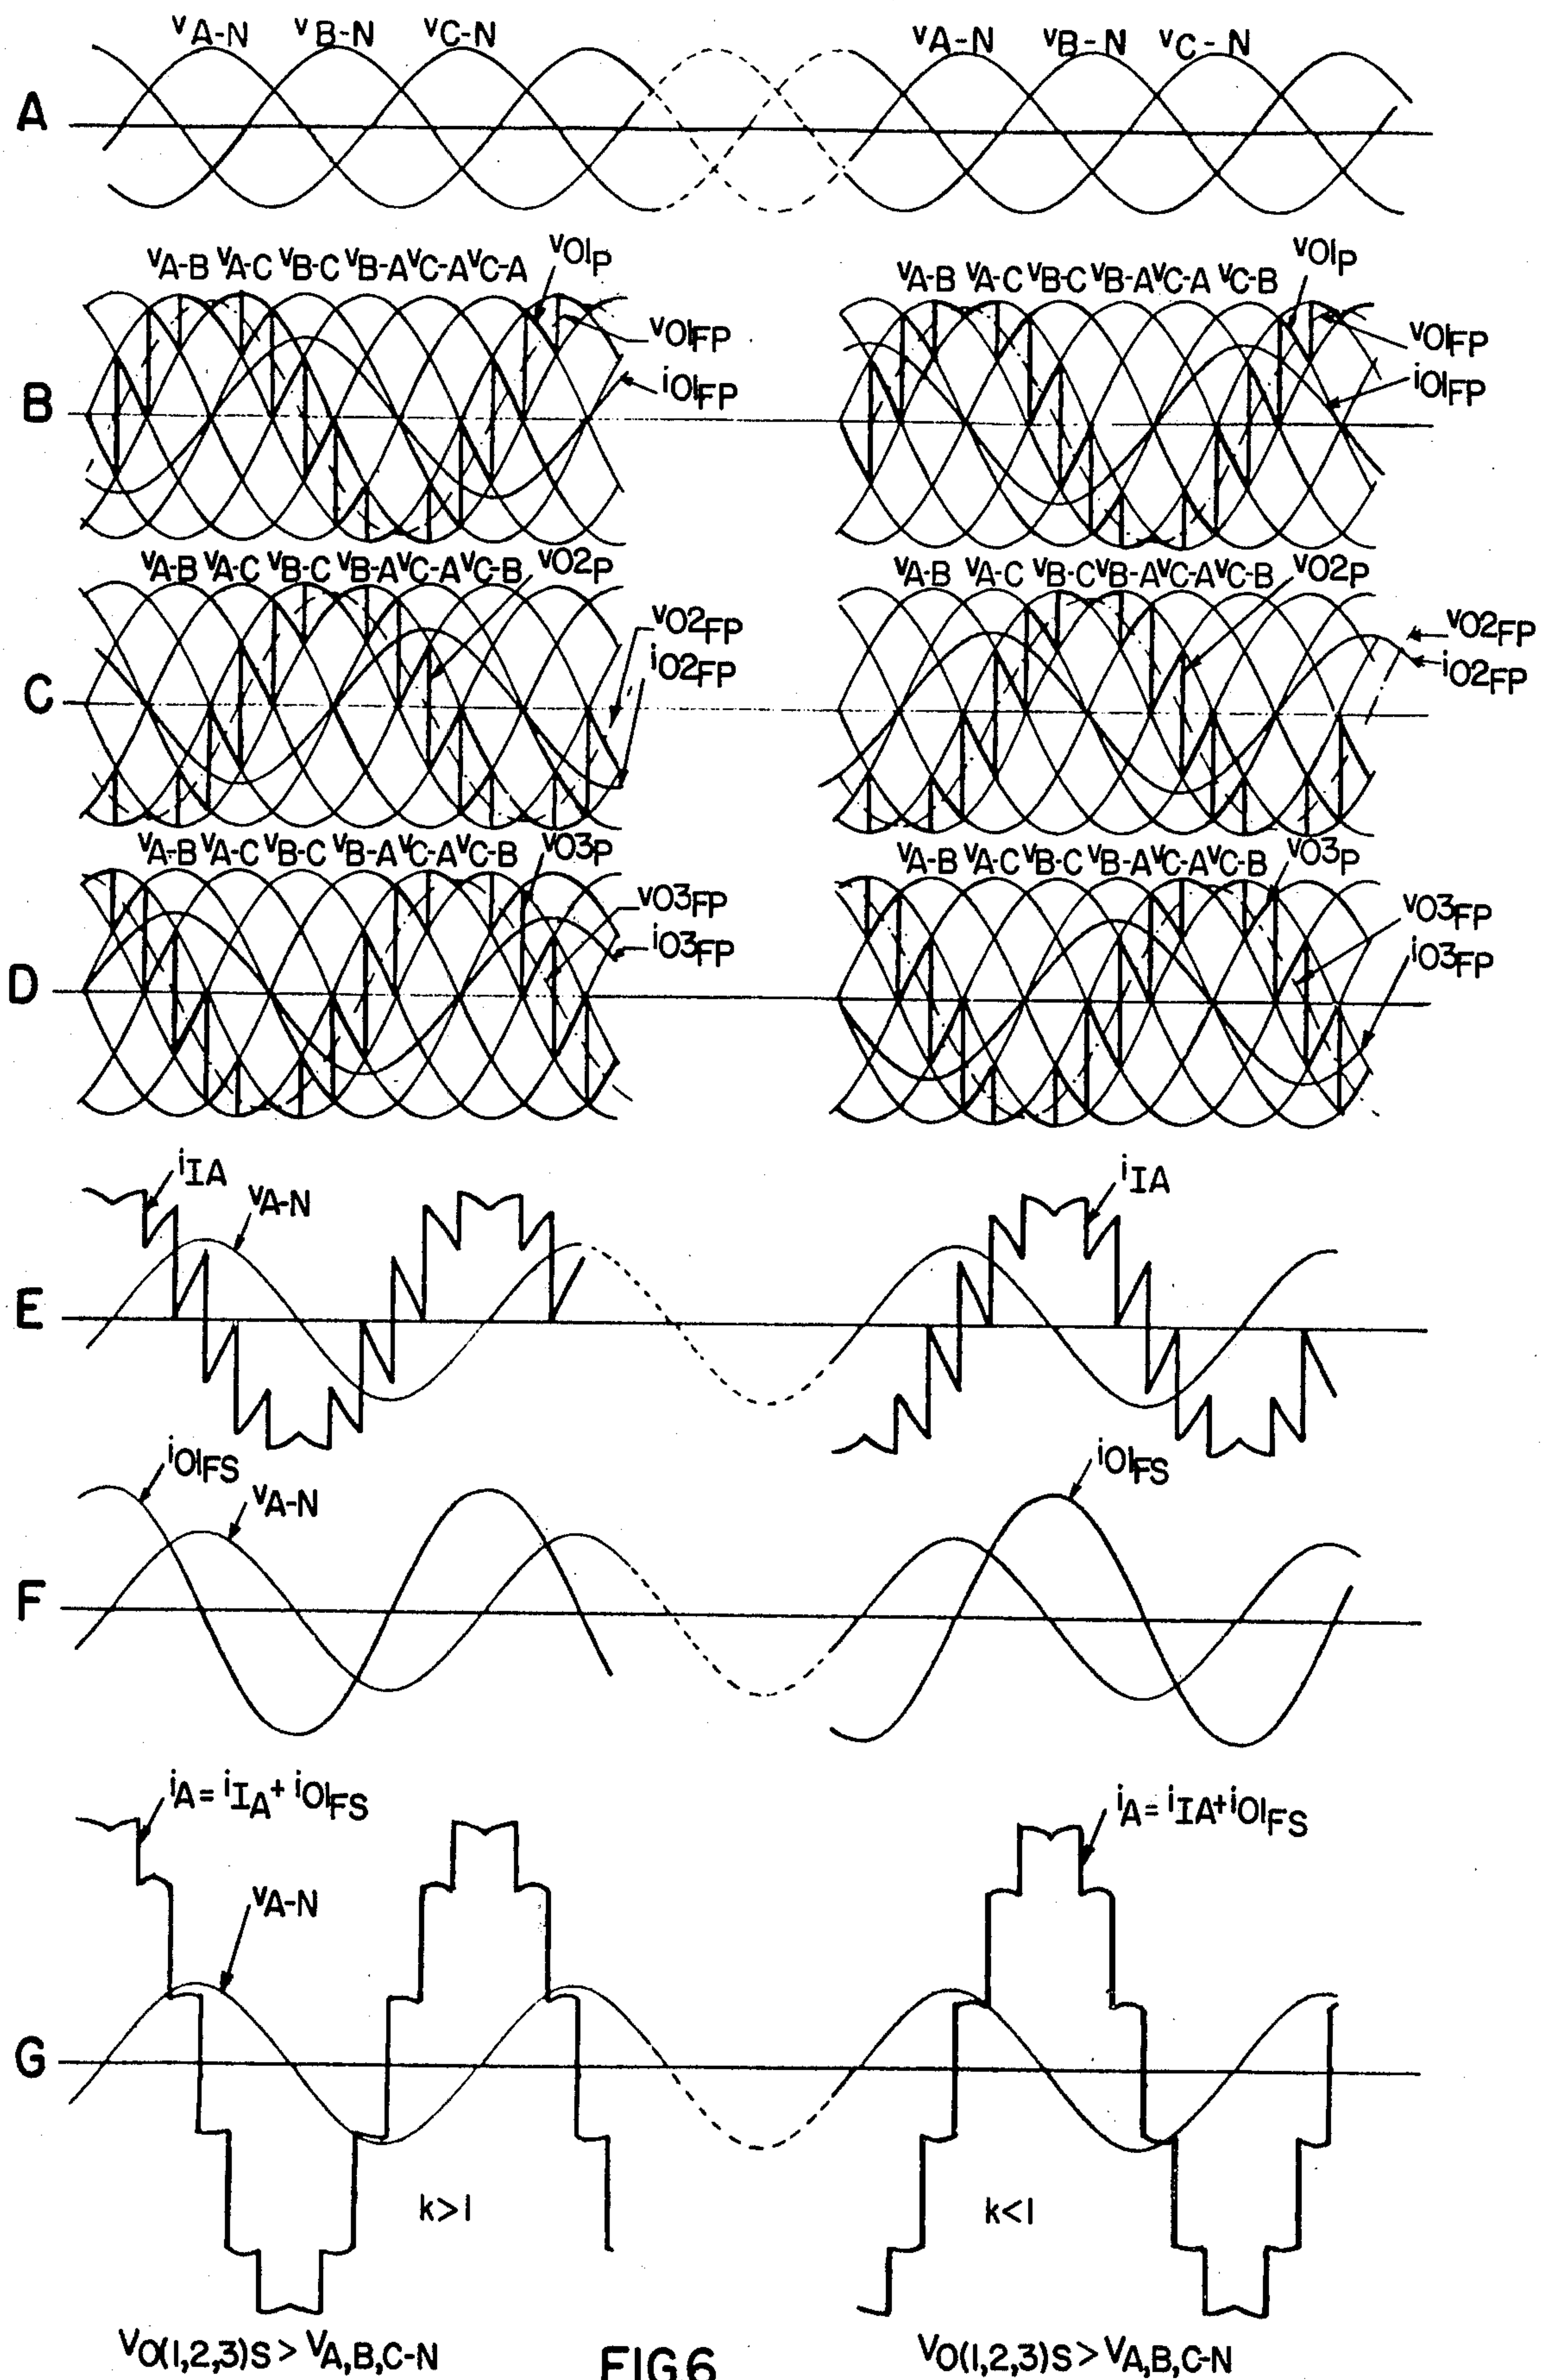 vA-N vB-N vC-N vA-N vB-N vC-N
A
vA-B vA-C vB-C vB-A vC-A vC-A vO1P vA-B vA-C vB-C vB-A vC-A vC-B vO1P
vO1FP vO1FP
iO1FP iO1FP
B
vA-B vA-C vB-C vB-A vC-A vC-B vO2P vA-B vA-C vB-C vB-A vC-A vC-B vO2P
vO2FP vO2FP
iO2FP iO2FP
C
vA-B vA-C vB-C vB-A vC-A vC-B vO3P vA-B vA-C vB-C vB-A vC-A vC-B vO3P
vO3FP vO3FP
iO3FP iO3FP
D
iIA iIA
vA-N
E
iO1FS iO1FS
vA-N
F
iA=iIA+iO1FS iA=iIA+iO1FS
vA-N
G
k>1 k<1
VO(1,2,3)S>VA,B,C-N VO(1,2,3)S>VA,B,C-N
FIG.6